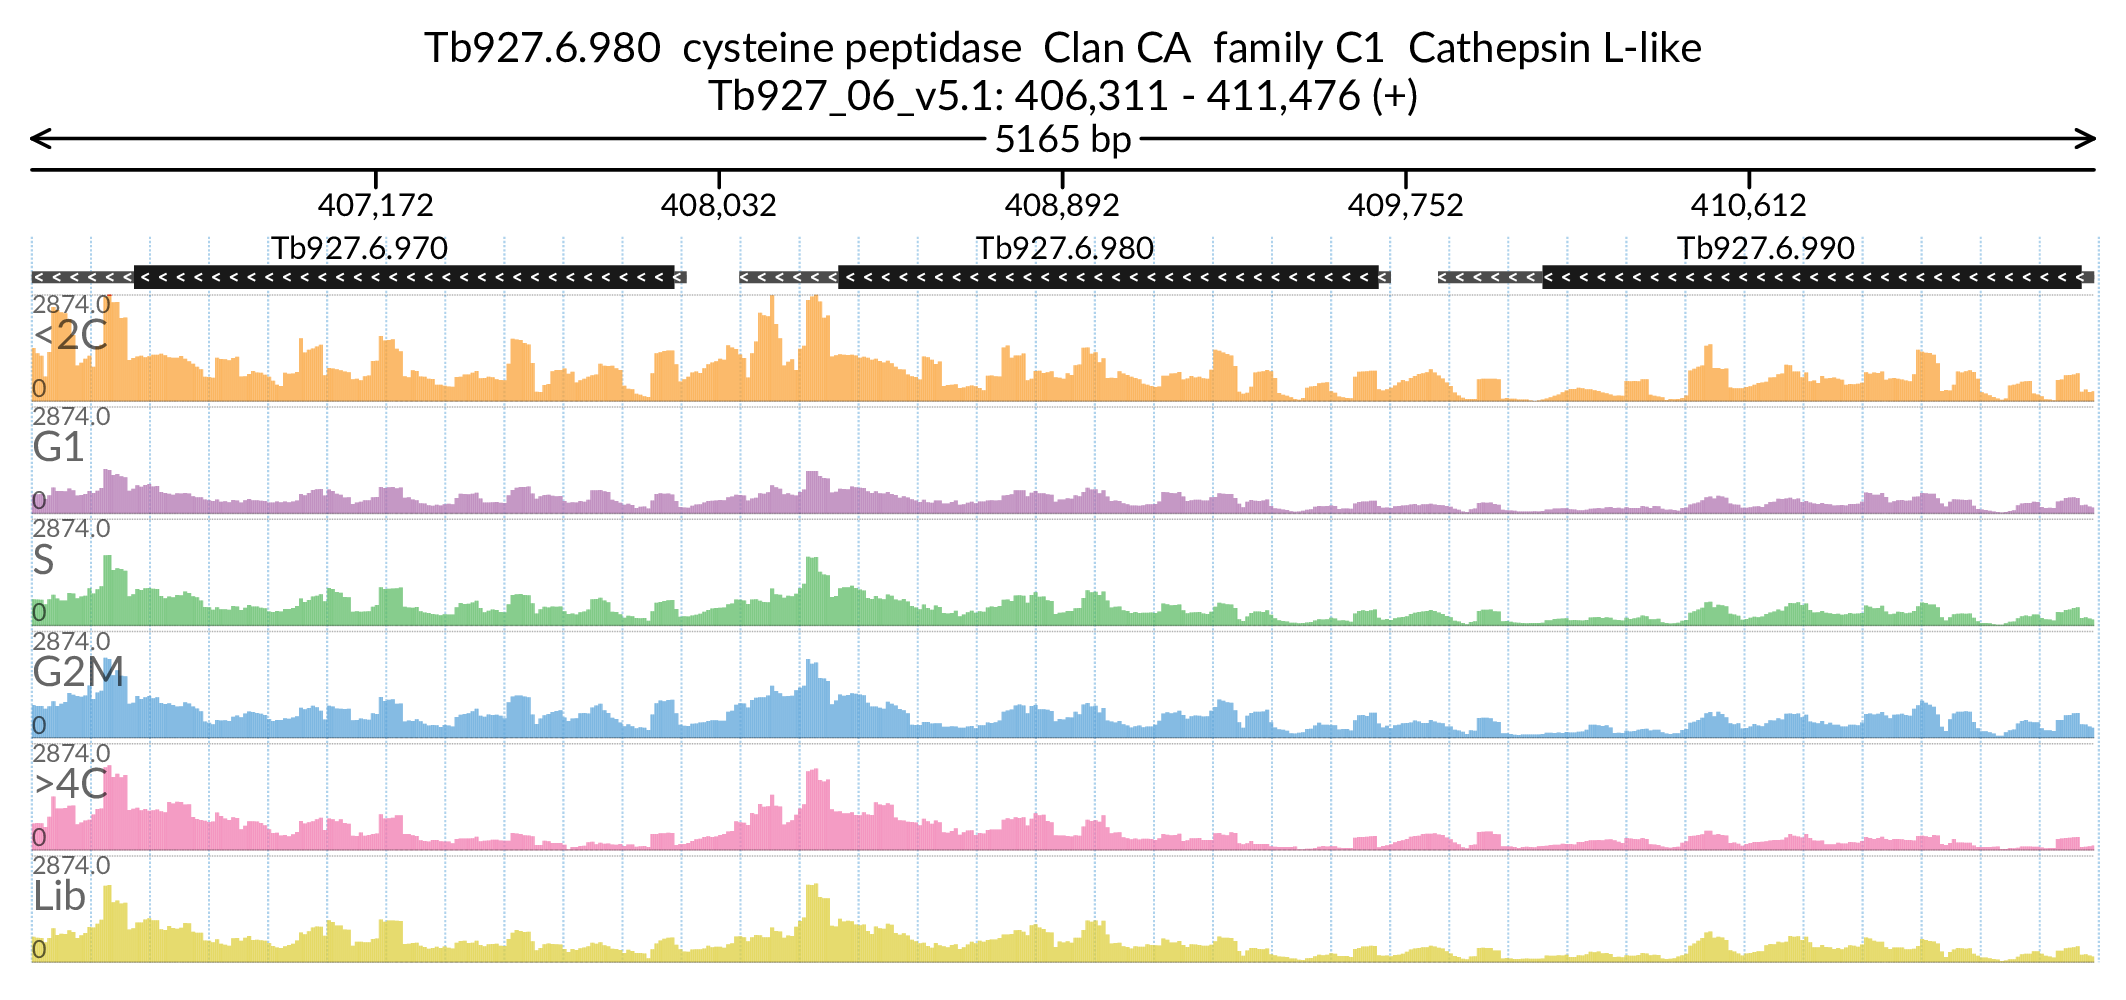 Tb927.6.980  cysteine peptidase  Clan CA  family C1  Cathepsin L-like
Tb927_06_v5.1: 406,311 - 411,476 (+)
5165 bp
407,172 408,032 408,892 409,752 410,612
Tb927.6.970 Tb927.6.980 Tb927.6.990
2874.0
<2C
0
2874.0
G1
0
2874.0
S
0
2874.0
G2M
0
2874.0
>4C
0
2874.0
Lib
0